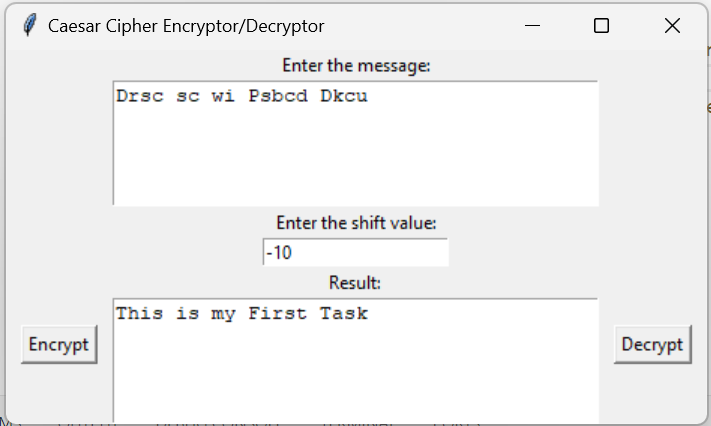 Caesar Cipher Encryptor/Decryptor
Enter the message:
Drsc sc wi Psbcd Dkcu
Enter the shift value:
-10
Result:
This is my First Task
Encrypt
Decrypt